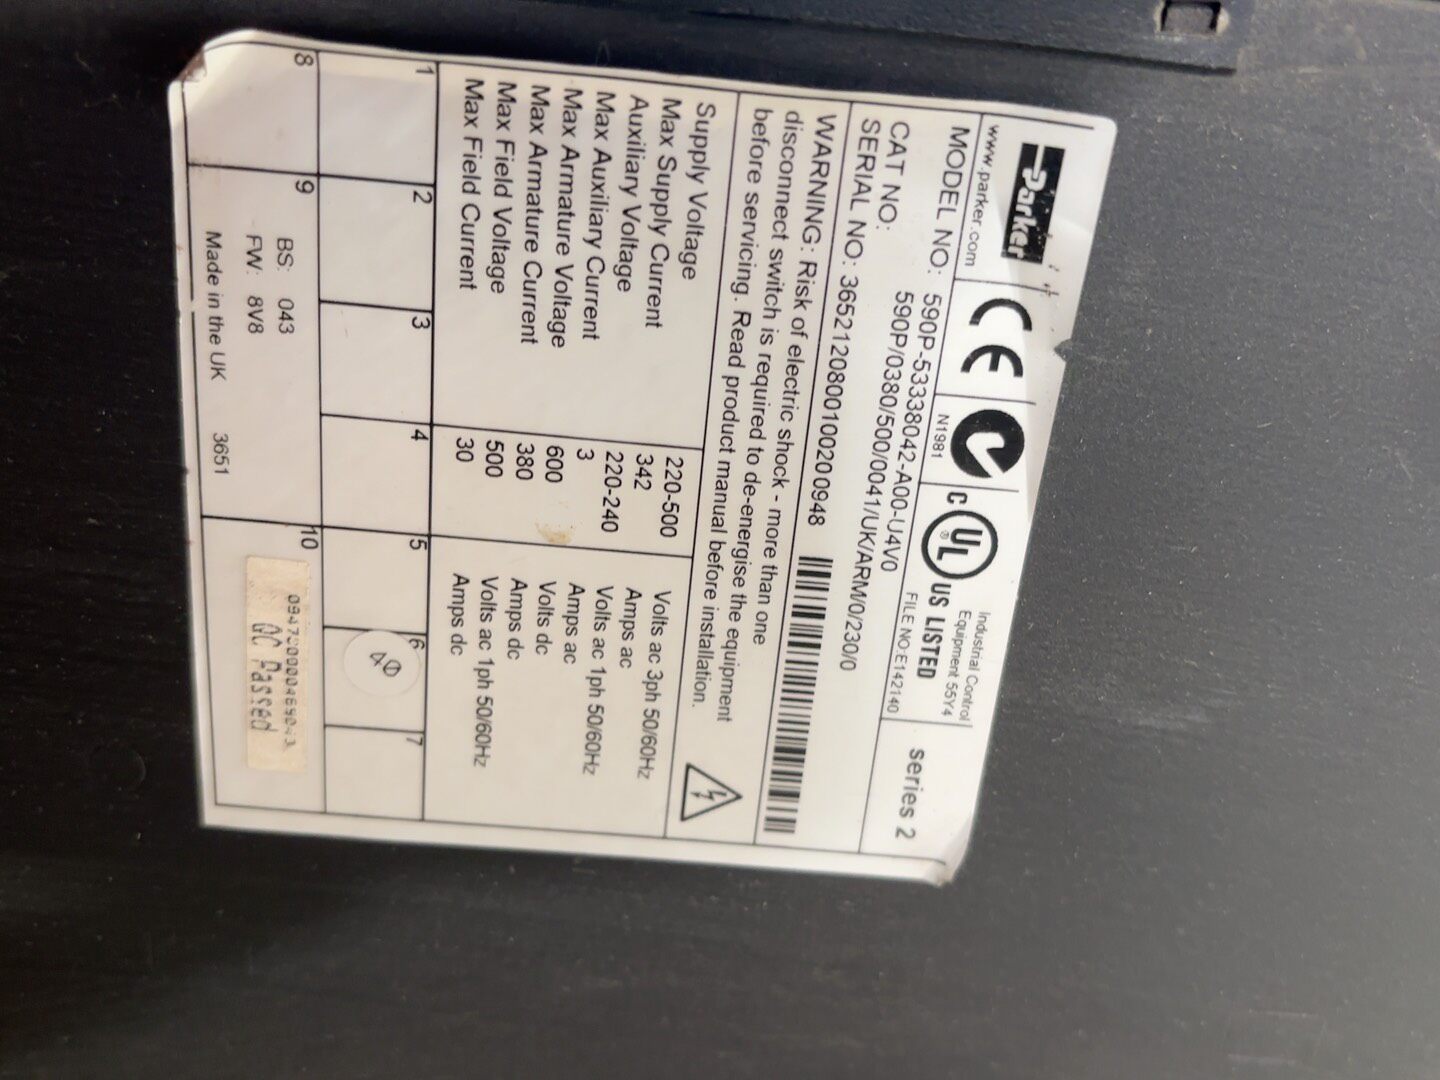 Parker
www.parker.com
N1981
C UL US LISTED
Industrial Control
Equipment 55Y4
FILE NO:E142140
series 2
MODEL NO: 590P-53338042-A00-U4V0
CAT NO: 590P/0380/500/0041/UK/ARM/0/230/0
SERIAL NO: 3652120800100200948
WARNING: Risk of electric shock - more than one
disconnect switch is required to de-energise the equipment
before servicing. Read product manual before installation.
Supply Voltage 220-500 Volts ac 3ph 50/60Hz
Max Supply Current 342 Amps ac
Auxiliary Voltage 220-240 Volts ac 1ph 50/60Hz
Max Auxiliary Current 3 Amps ac
Max Armature Voltage 600 Volts dc
Max Armature Current 380 Amps dc
Max Field Voltage 500 Volts ac 1ph 50/60Hz
Max Field Current 30 Amps dc
1 2 3 4 5 6 7
8 9 10
BS: 043
FW: 8V8
Made in the UK 3651
QC Passed